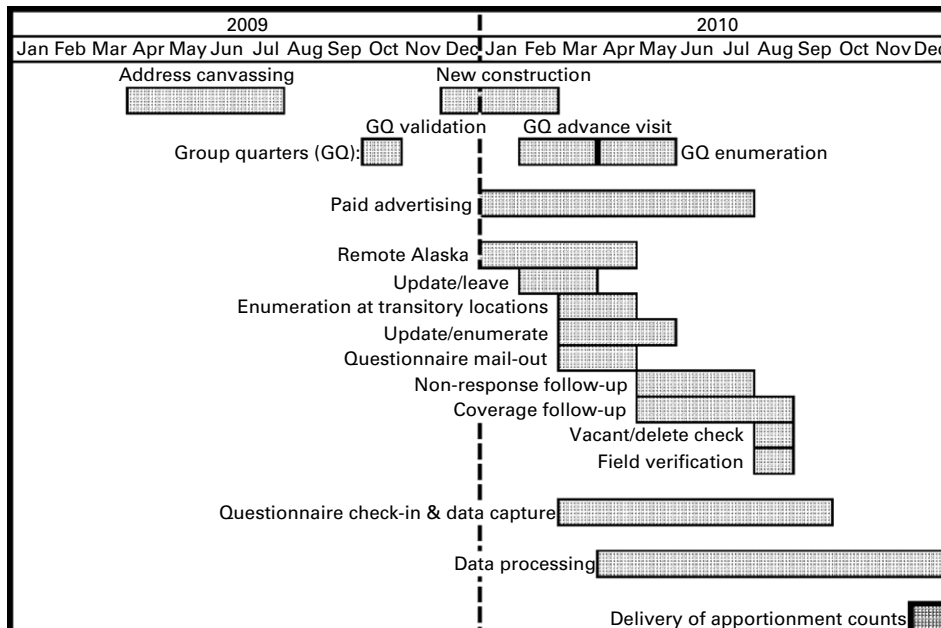 2009 2010
Jan Feb Mar Apr May Jun Jul Aug Sep Oct Nov Dec Jan Feb Mar Apr May Jun Jul Aug Sep Oct Nov Dec
Address canvassing New construction
GQ validation GQ advance visit
Group quarters (GQ): GQ enumeration
Paid advertising
Remote Alaska
Update/leave
Enumeration at transitory locations
Update/enumerate
Questionnaire mail-out
Non-response follow-up
Coverage follow-up
Vacant/delete check
Field verification
Questionnaire check-in & data capture
Data processing
Delivery of apportionment counts